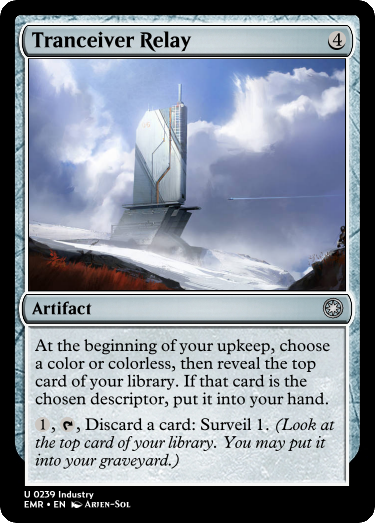 Tranceiver Relay 4
Artifact
At the beginning of your upkeep, choose
a color or colorless, then reveal the top
card of your library. If that card is the
chosen descriptor, put it into your hand.
1, , Discard a card: Surveil 1. (Look at
the top card of your library. You may put it
into your graveyard.)
U 0239 Industry
EMR • EN Arien-Sol